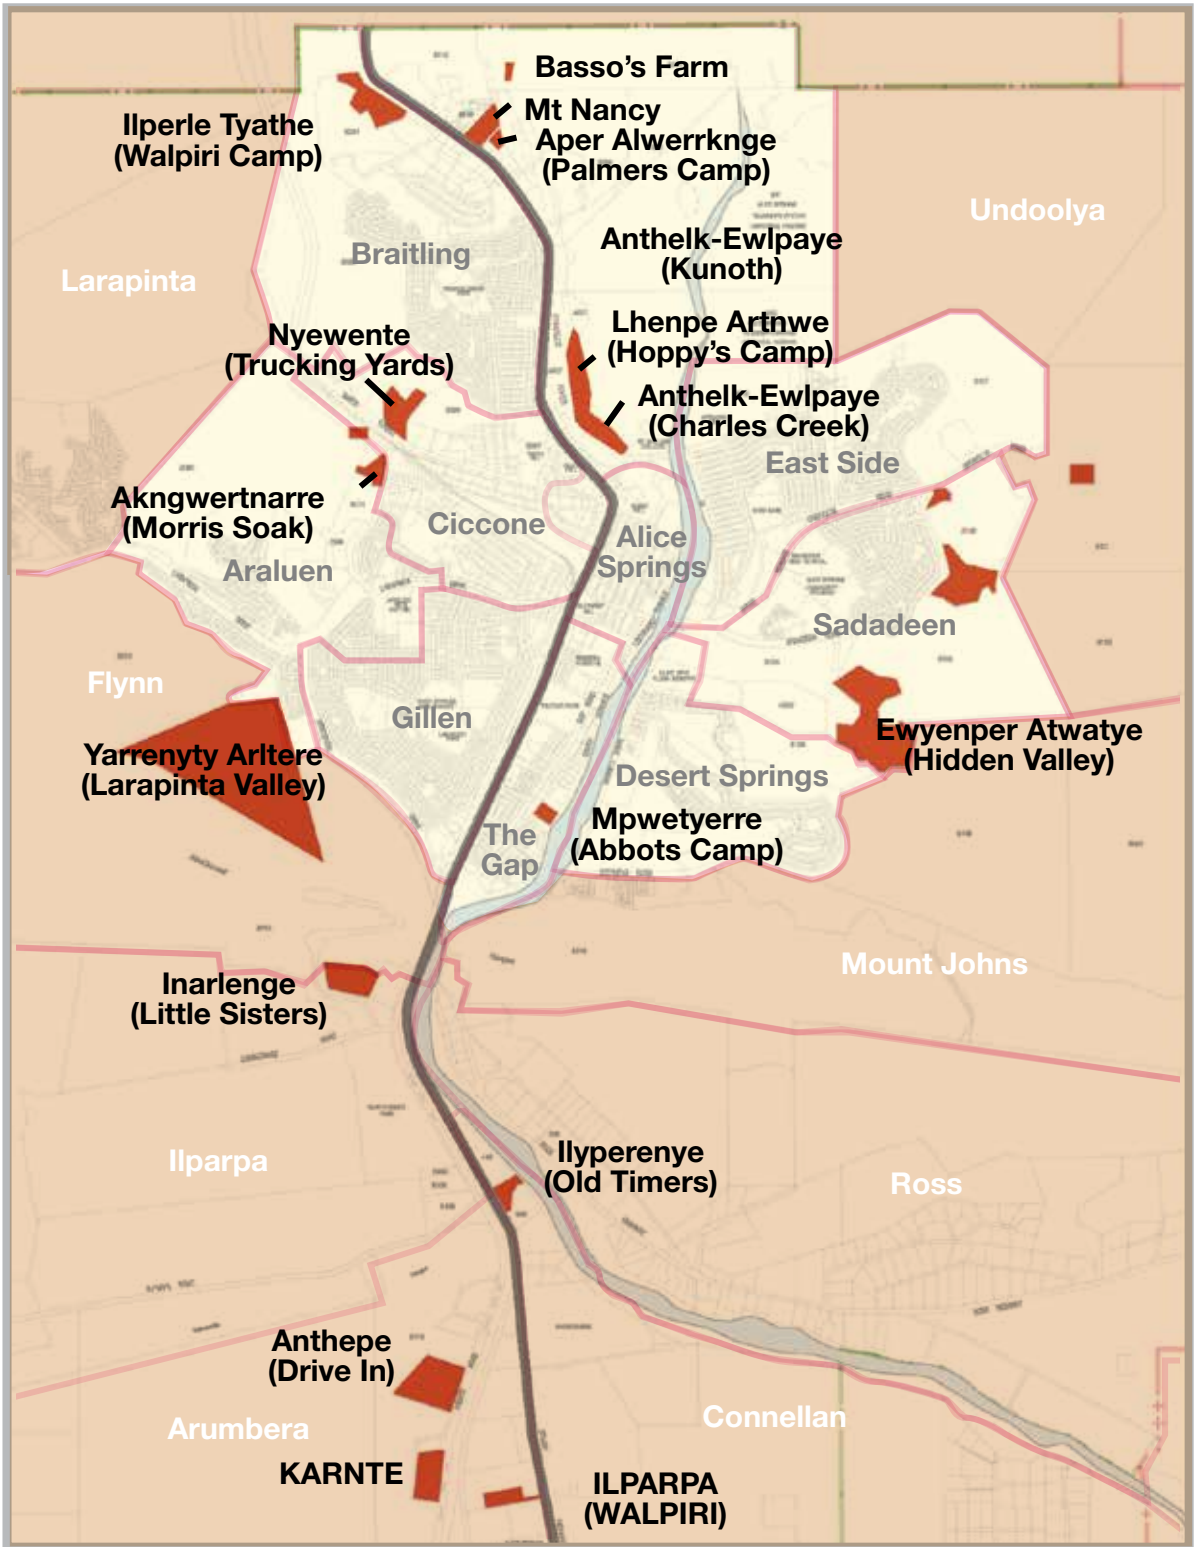 Basso’s Farm
Mt Nancy
Aper Alwerrknge
(Palmers Camp)
Ilperle Tyathe
(Walpiri Camp)
Undoolya
Braitling
Anthelk-Ewlpaye
(Kunoth)
Larapinta
Lhenpe Artnwe
(Hoppy’s Camp)
Nyewente
(Trucking Yards)
Anthelk-Ewlpaye
(Charles Creek)
East Side
Akngwertnarre
(Morris Soak)
Ciccone
Alice
Springs
Araluen
Sadadeen
Flynn
Gillen
Ewyenper Atwatye
(Hidden Valley)
Yarrenyty Arltere
(Larapinta Valley)
Desert Springs
The
Gap
Mpwetyerre
(Abbots Camp)
Mount Johns
Inarlenge
(Little Sisters)
Ilparpa
Ilyperenye
(Old Timers)
Ross
Anthepe
(Drive In)
Arumbera
Connellan
KARNTE
ILPARPA
(WALPIRI)